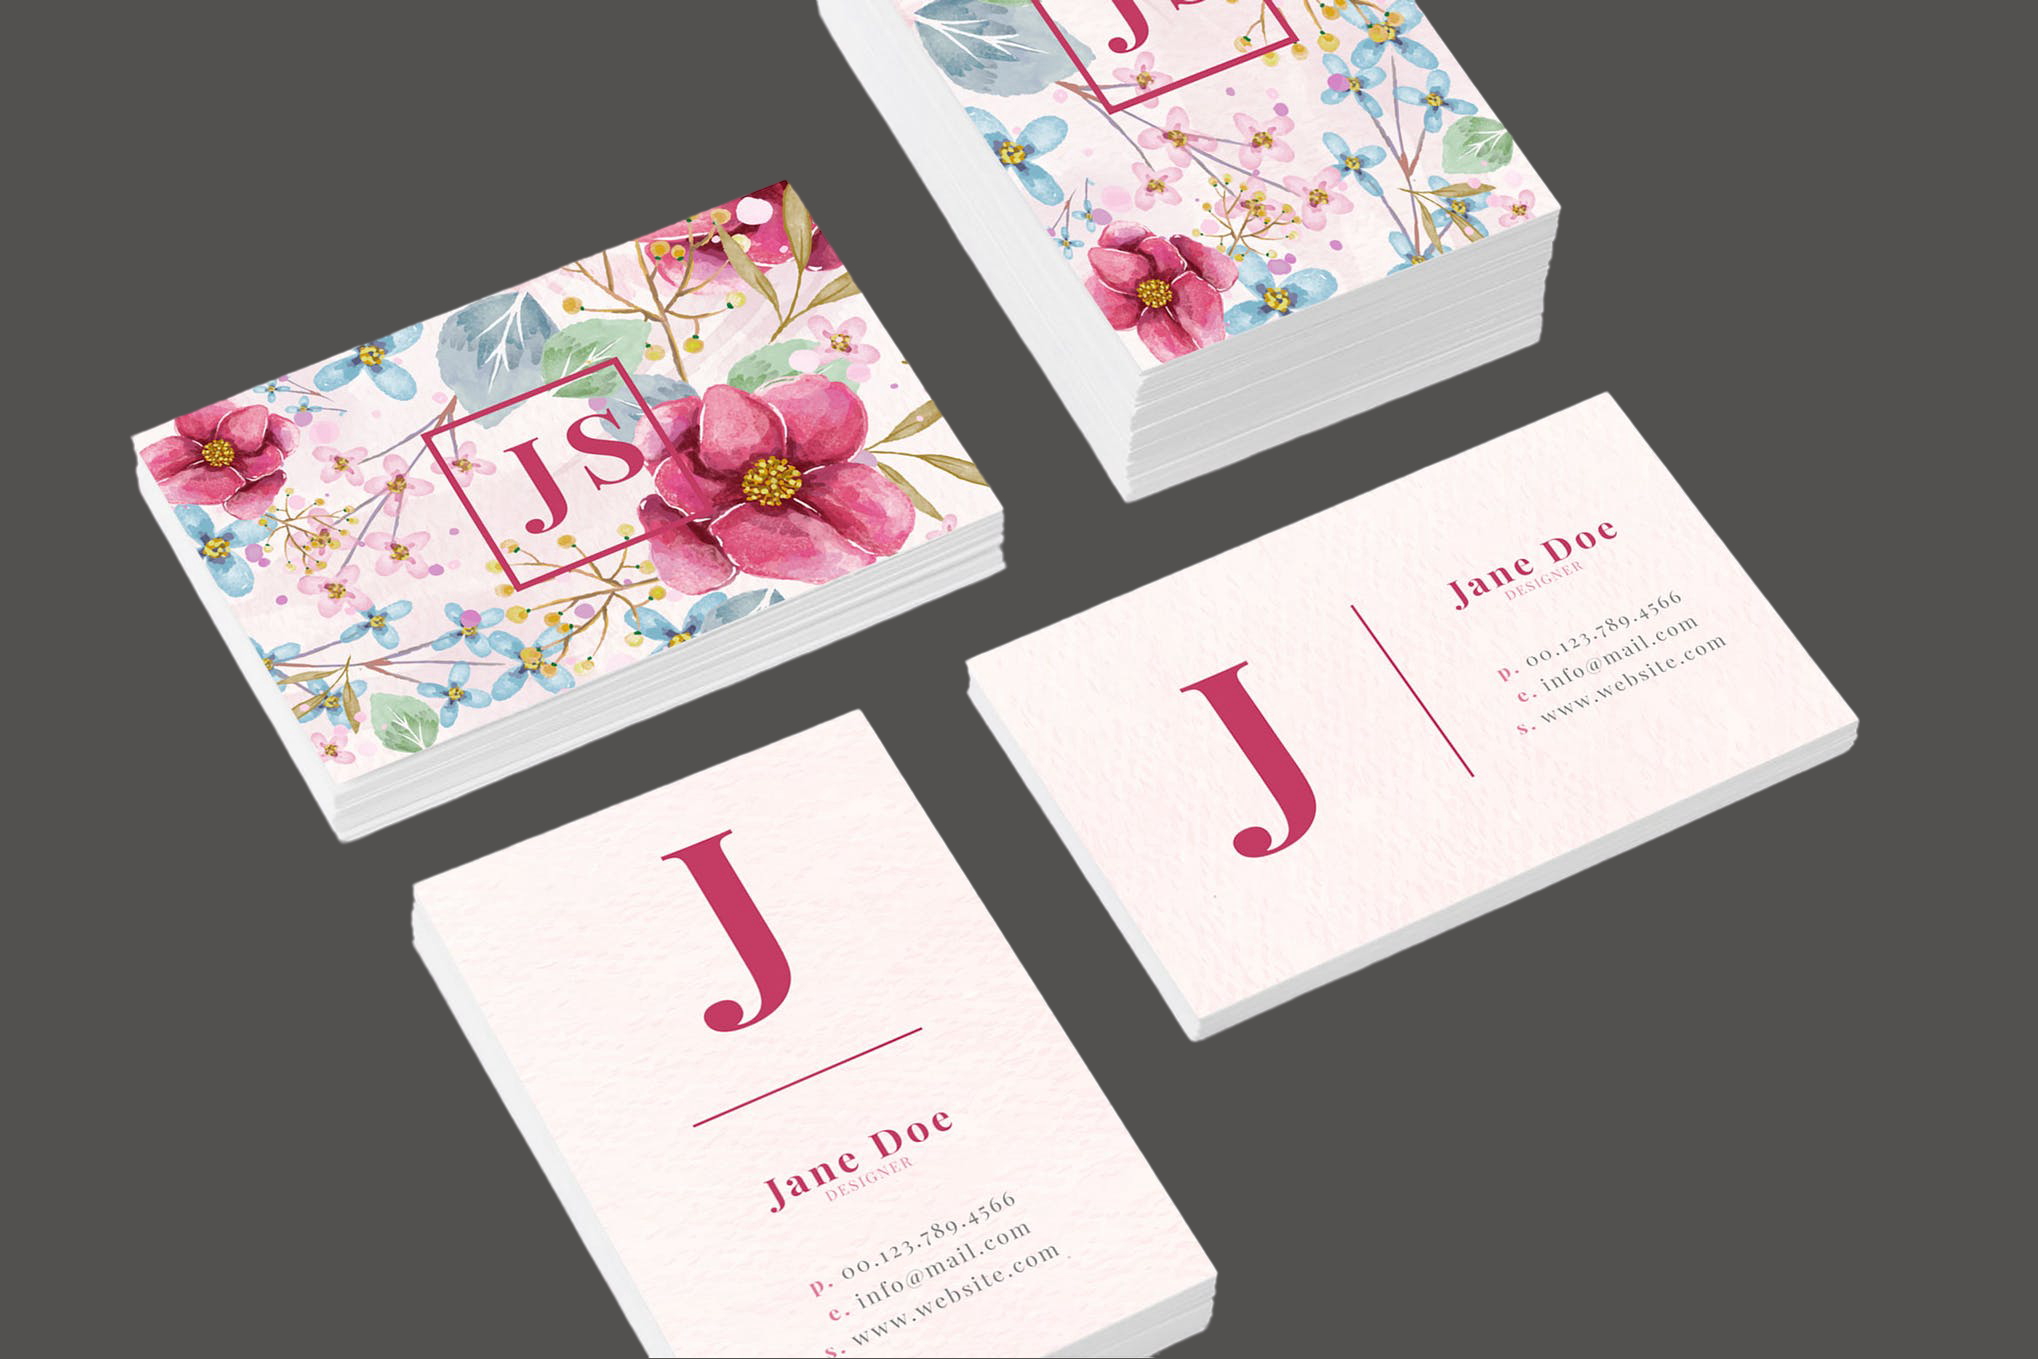 JS
JS
J
Jane Doe
DESIGNER
p. 00.123.789.4566
e. info@mail.com
s. www.website.com
J
Jane Doe
DESIGNER
p. 00.123.789.4566
e. info@mail.com
s. www.website.com